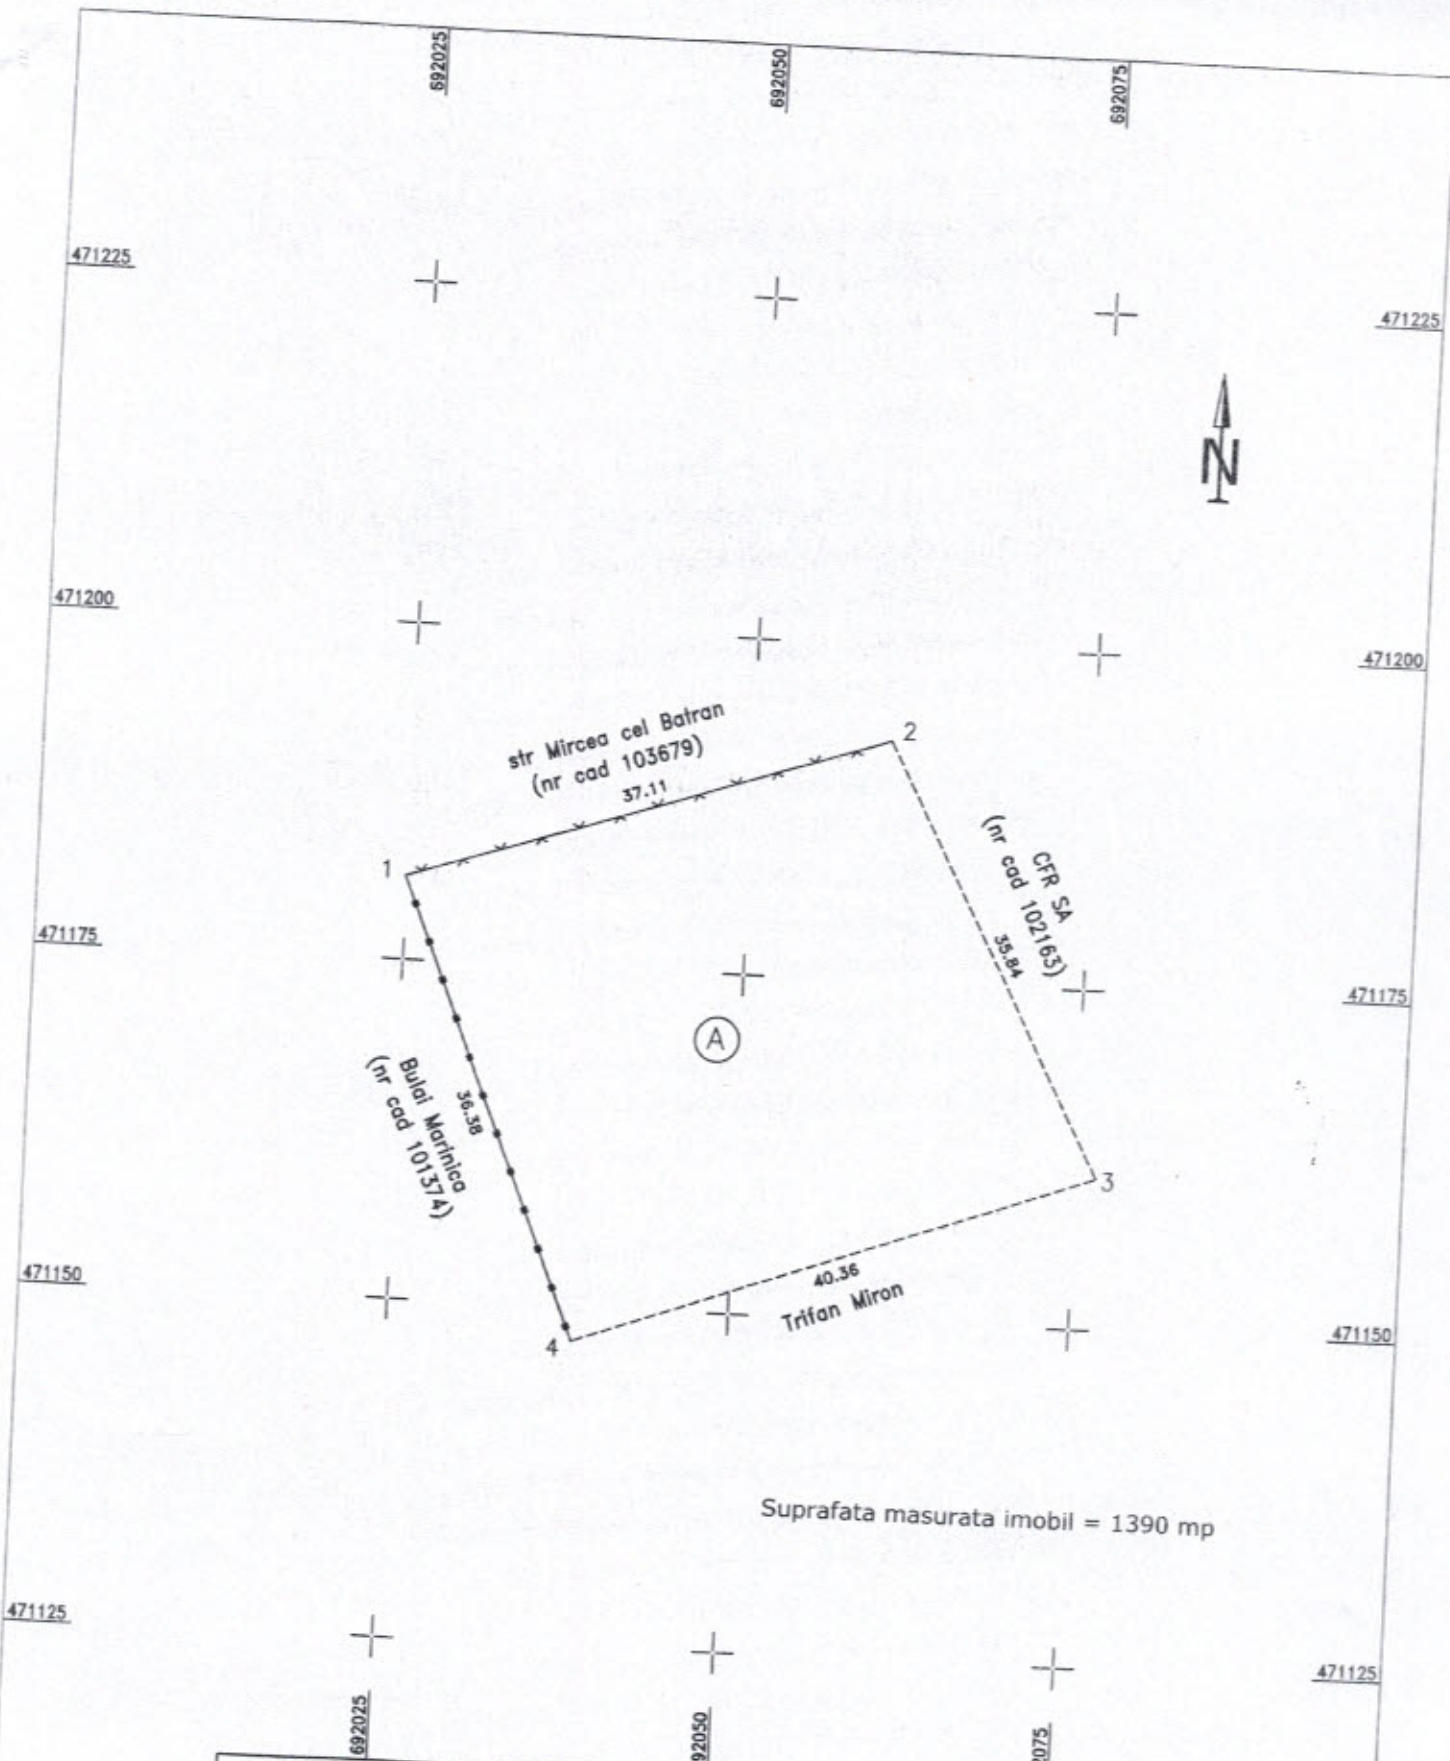 692025
692050
692075
471225
471225
N
471200
471200
str Mircea cel Batran
(nr cad 103679)
37.11
2
1
CFR SA
(nr cad 102163)
35.84
471175
471175
A
Bulai Marinica
(nr cad 101374)
36.38
3
40.36
Trifan Miron
4
471150
471150
Suprafata masurata imobil = 1390 mp
471125
471125
692025
92050
2075